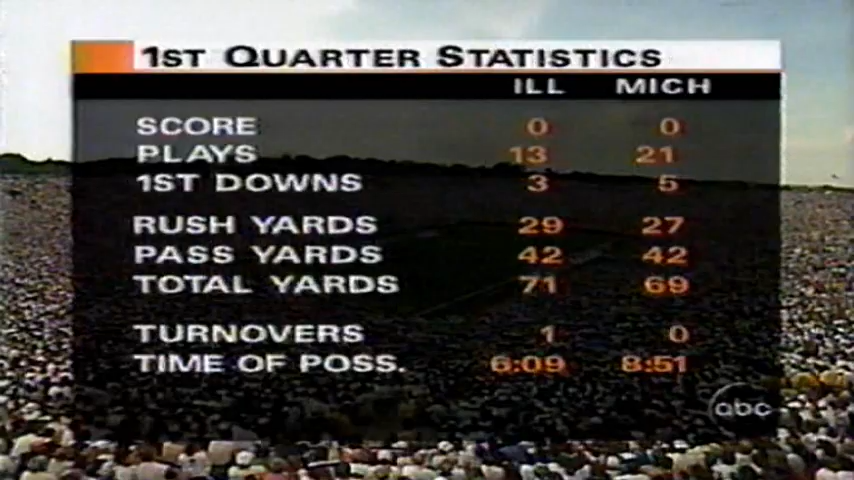 1ST QUARTER STATISTICS
ILL MICH
SCORE 0 0
PLAYS 13 21
1ST DOWNS 3 5
RUSH YARDS 29 27
PASS YARDS 42 42
TOTAL YARDS 71 69
TURNOVERS 1 0
TIME OF POSS. 6:09 8:51
abc